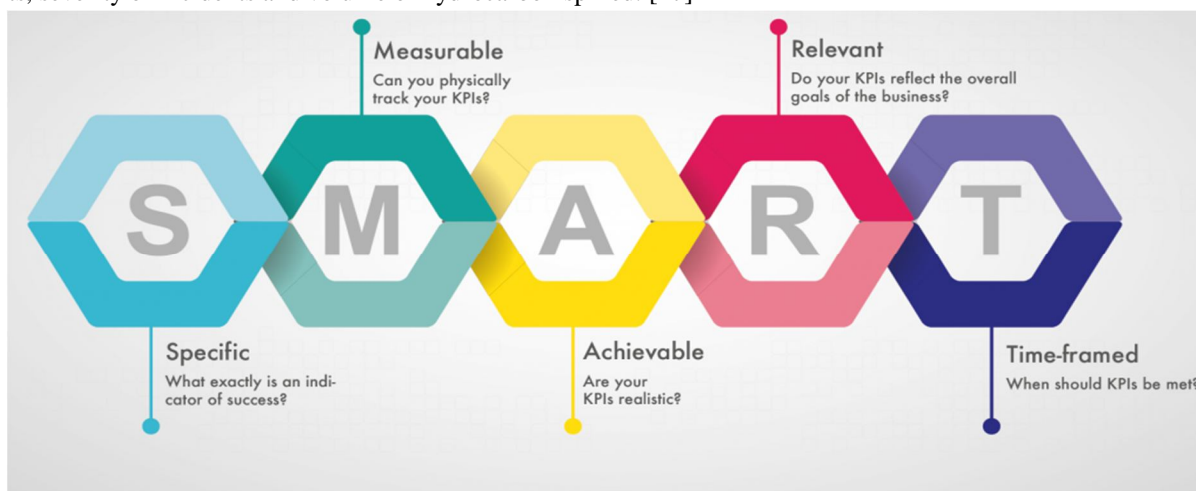 Measurable
Can you physically
track your KPIs?
Relevant
Do your KPIs reflect the overall
goals of the business?
S M A R T
Specific
What exactly is an indi-
cator of success?
Achievable
Are your
KPIs realistic?
Time-framed
When should KPIs be met?